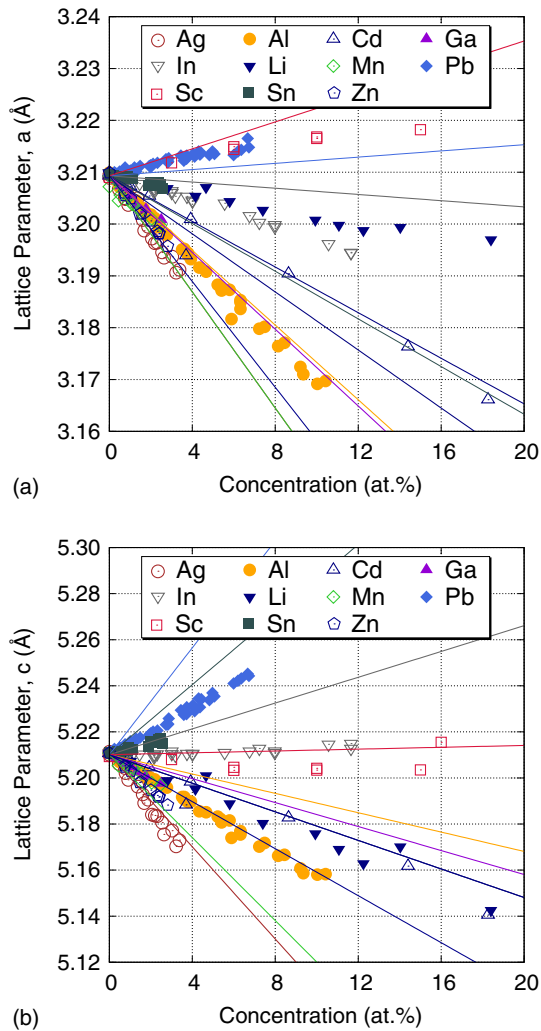 3.24
3.23
3.22
3.21
3.20
3.19
3.18
3.17
3.16
Lattice Parameter, a (Å)
Ag Al Cd Ga
In Li Mn Pb
Sc Sn Zn
0 4 8 12 16 20
(a) Concentration (at.%)
5.30
5.28
5.26
5.24
5.22
5.20
5.18
5.16
5.14
5.12
Lattice Parameter, c (Å)
Ag Al Cd Ga
In Li Mn Pb
Sc Sn Zn
0 4 8 12 16 20
(b) Concentration (at.%)